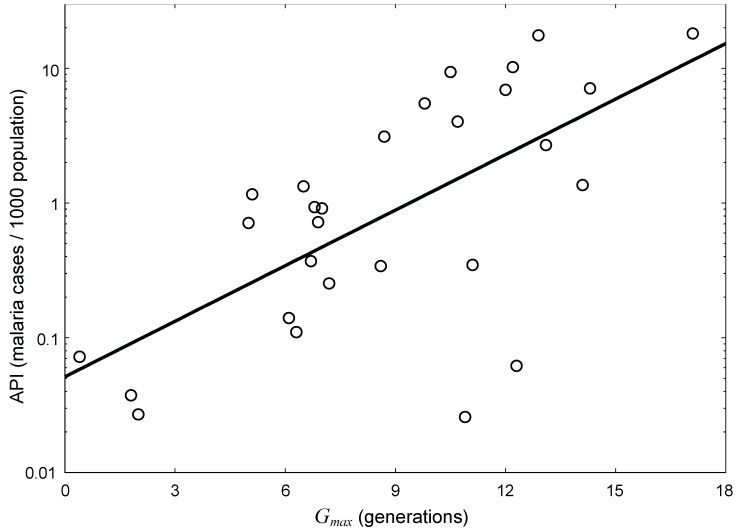 API (malaria cases / 1000 population)
10
1
0.1
0.01
0 3 6 9 12 15 18
Gmax (generations)